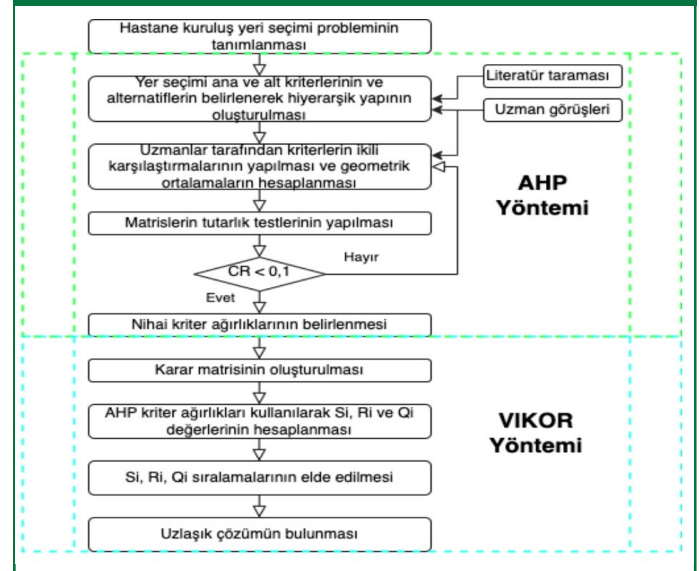 Hastane kuruluş yeri seçimi probleminin
tanımlanması
Yer seçimi ana ve alt kriterlerinin ve
alternatiflerin belirlenerek hiyerarşik yapının
oluşturulması
Literatür taraması
Uzman görüşleri
Uzmanlar tarafından kriterlerin ikili
karşılaştırmalarının yapılması ve geometrik
ortalamaların hesaplanması
AHP
Yöntemi
Matrislerin tutarlık testlerinin yapılması
CR < 0,1
Hayır
Evet
Nihai kriter ağırlıklarının belirlenmesi
Karar matrisinin oluşturulması
AHP kriter ağırlıkları kullanılarak Si, Ri ve Qi
değerlerinin hesaplanması
VIKOR
Yöntemi
Si, Ri, Qi sıralamalarının elde edilmesi
Uzlaşık çözümün bulunması